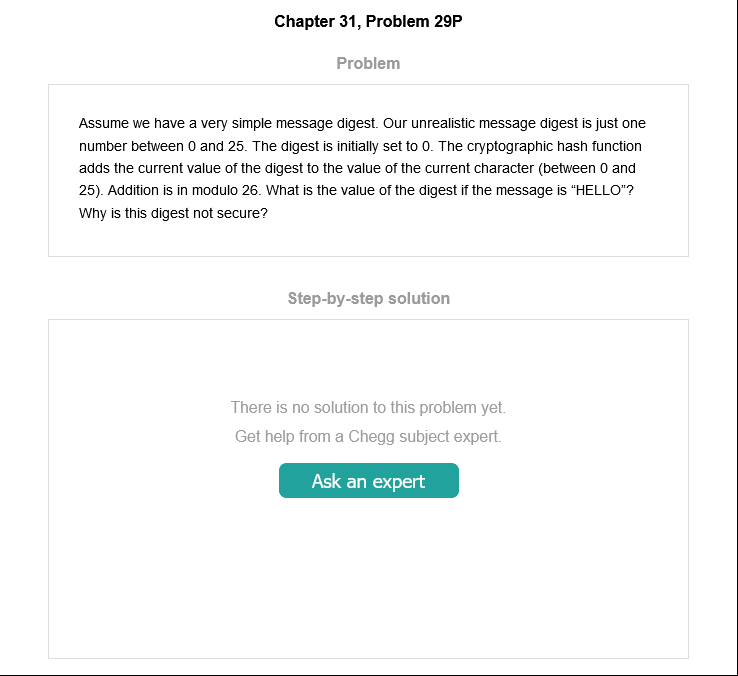 Chapter 31, Problem 29P
Problem
Assume we have a very simple message digest. Our unrealistic message digest is just one
number between 0 and 25. The digest is initially set to 0. The cryptographic hash function
adds the current value of the digest to the value of the current character (between 0 and
25). Addition is in modulo 26. What is the value of the digest if the message is “HELLO”?
Why is this digest not secure?
Step-by-step solution
There is no solution to this problem yet.
Get help from a Chegg subject expert.
Ask an expert